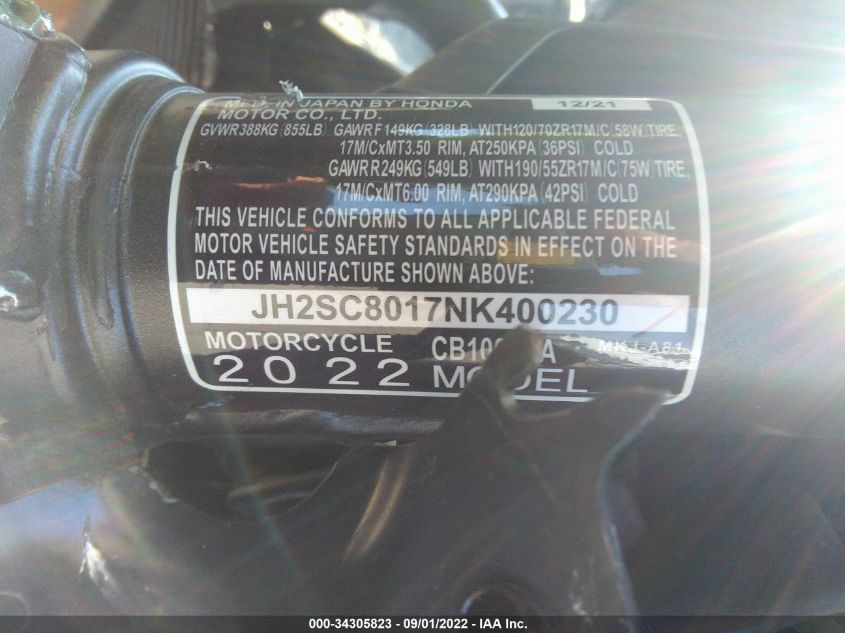 MFD. IN JAPAN BY HONDA 12/21
MOTOR CO., LTD.
GVWR388KG (855LB) GAWR F149KG (328LB) WITH120/70ZR17M/C(58W)TIRE,
17M/CxMT3.50 RIM, AT250KPA (36PSI) COLD
GAWR R249KG (549LB) WITH190/55ZR17M/C(75W)TIRE,
17M/CxMT6.00 RIM, AT290KPA (42PSI) COLD
THIS VEHICLE CONFORMS TO ALL APPLICABLE FEDERAL
MOTOR VEHICLE SAFETY STANDARDS IN EFFECT ON THE
DATE OF MANUFACTURE SHOWN ABOVE:
JH2SC8017NK400230
MOTORCYCLE MKJ-A81
2022 MODEL
000-34305823 - 09/01/2022 - IAA Inc.